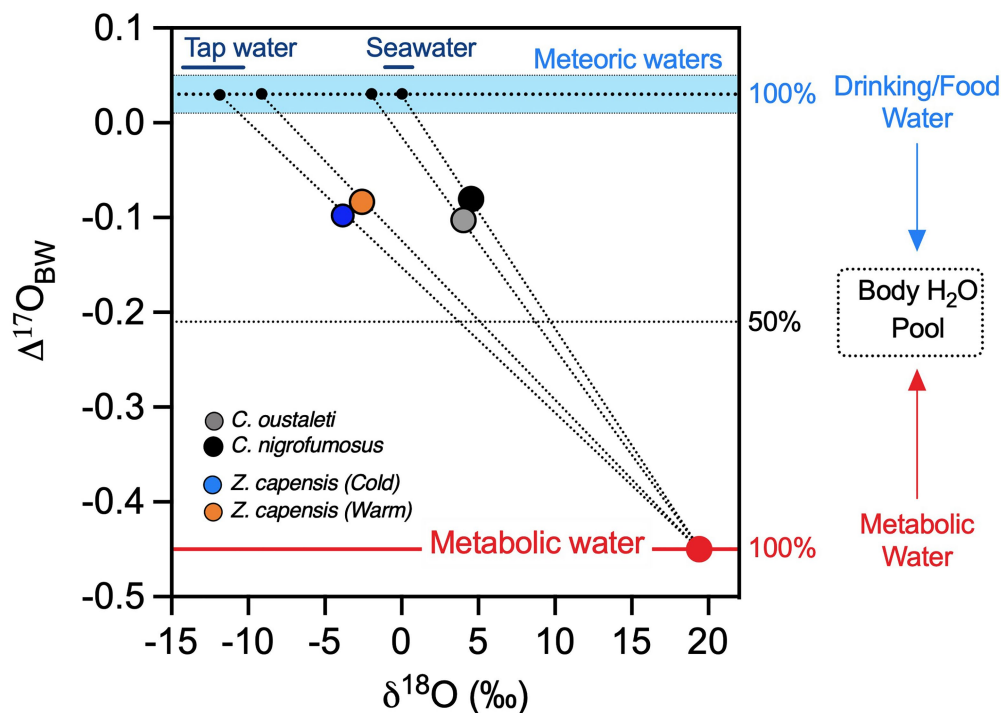 0.1
0.0
-0.1
-0.2
-0.3
-0.4
-0.5
Δ¹⁷O_BW
Tap water
Seawater
Meteoric waters
C. oustaleti
C. nigrofumosus
Z. capensis (Cold)
Z. capensis (Warm)
Metabolic water
-15 -10 -5 0 5 10 15 20
δ¹⁸O (‰)
100%
50%
100%
Drinking/Food
Water
Body H₂O
Pool
Metabolic
Water